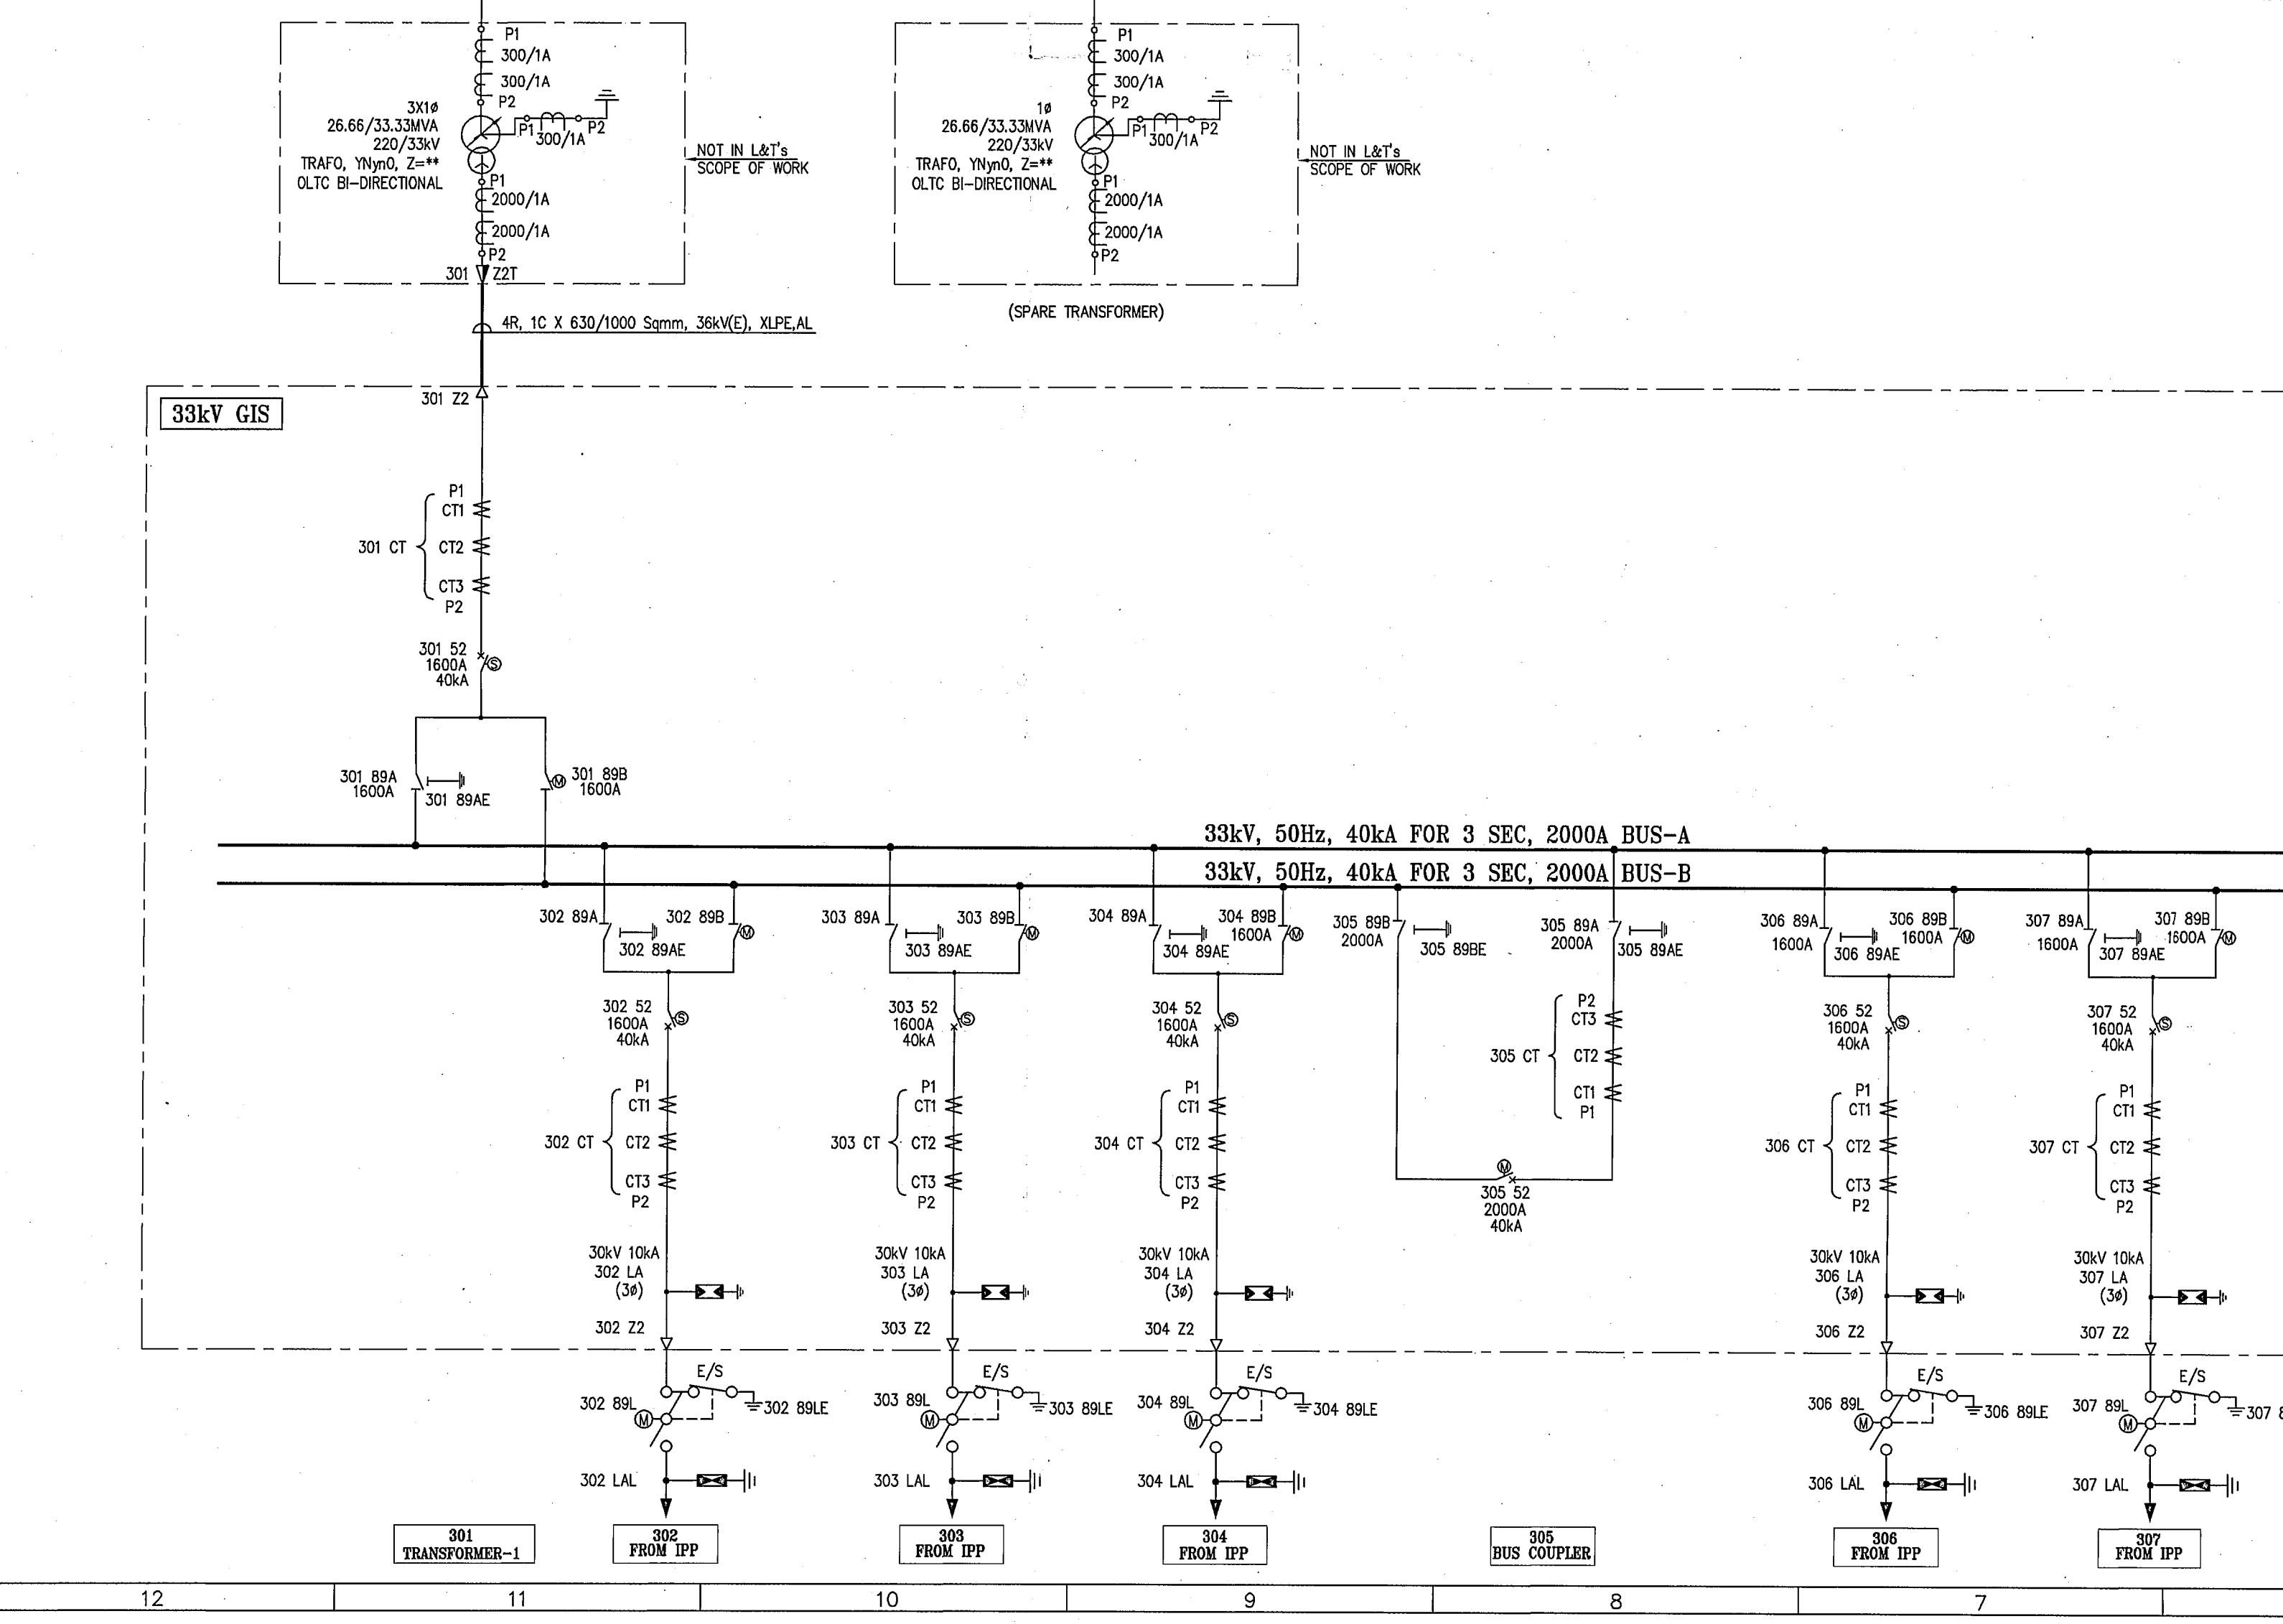 P1
300/1A
300/1A
P2
3X1ø
26.66/33.33MVA
220/33kV
TRAFO, YNyn0, Z=**
OLTC BI-DIRECTIONAL
P1
P2
300/1A
P1
2000/1A
2000/1A
P2
301 Z2T
NOT IN L&T's
SCOPE OF WORK
P1
300/1A
300/1A
P2
1ø
26.66/33.33MVA
220/33kV
TRAFO, YNyn0, Z=**
OLTC BI-DIRECTIONAL
P1
P2
300/1A
P1
2000/1A
2000/1A
P2
NOT IN L&T's
SCOPE OF WORK
(SPARE TRANSFORMER)
4R, 1C X 630/1000 Sqmm, 36kV(E), XLPE,AL
33kV GIS
301 Z2
P1
CT1
301 CT
CT2
CT3
P2
301 52
1600A
40kA
S
301 89A
1600A
301 89AE
M
301 89B
1600A
33kV, 50Hz, 40kA FOR 3 SEC, 2000A BUS-A
33kV, 50Hz, 40kA FOR 3 SEC, 2000A BUS-B
302 89A
302 89AE
302 89B
M
302 52
1600A
40kA
S
P1
CT1
302 CT
CT2
CT3
P2
30kV 10kA
302 LA
(3ø)
302 Z2
E/S
302 89L
M
302 89LE
302 LAL
303 89A
303 89AE
303 89B
M
303 52
1600A
40kA
S
P1
CT1
303 CT
CT2
CT3
P2
30kV 10kA
303 LA
(3ø)
303 Z2
E/S
303 89L
M
303 89LE
303 LAL
304 89A
304 89AE
304 89B
1600A
M
304 52
1600A
40kA
S
P1
CT1
304 CT
CT2
CT3
P2
30kV 10kA
304 LA
(3ø)
304 Z2
E/S
304 89L
M
304 89LE
304 LAL
305 89B
2000A
305 89BE
305 89A
2000A
305 89AE
P2
CT3
305 CT
CT2
CT1
P1
M
305 52
2000A
40kA
306 89A
1600A
306 89AE
306 89B
1600A
M
306 52
1600A
40kA
S
P1
CT1
306 CT
CT2
CT3
P2
30kV 10kA
306 LA
(3ø)
306 Z2
E/S
306 89L
M
306 89LE
306 LAL
307 89A
1600A
307 89AE
307 89B
1600A
M
307 52
1600A
40kA
S
P1
CT1
307 CT
CT2
CT3
P2
30kV 10kA
307 LA
(3ø)
307 Z2
E/S
307 89L
M
307
307 LAL
301
TRANSFORMER-1
302
FROM IPP
303
FROM IPP
304
FROM IPP
305
BUS COUPLER
306
FROM IPP
307
FROM IPP
12
11
10
9
8
7